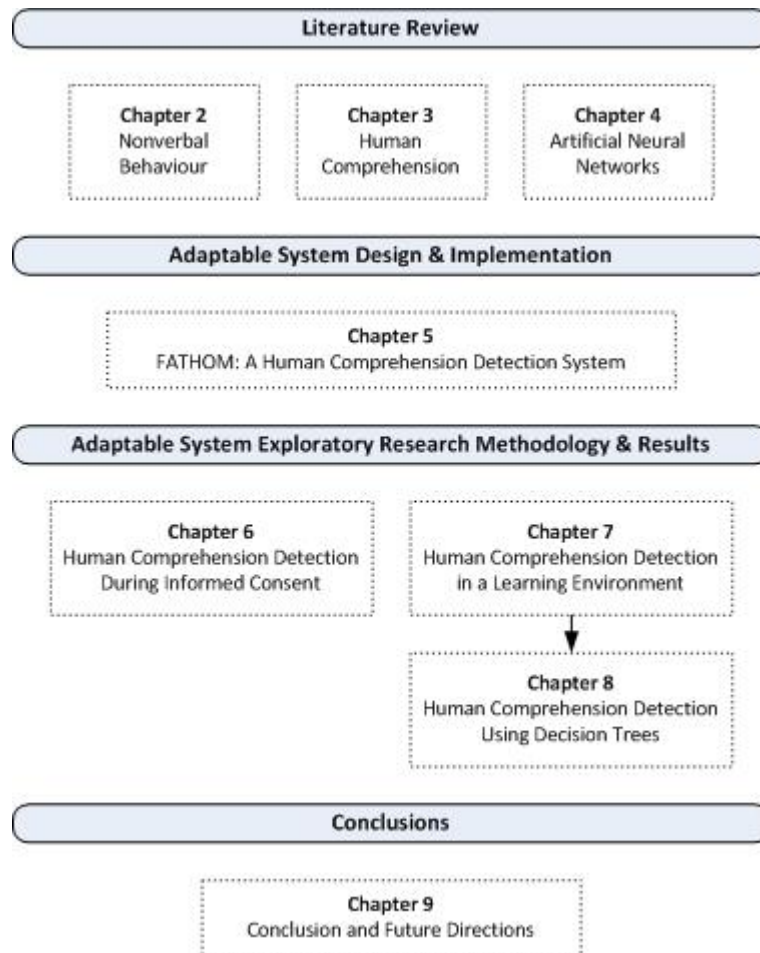 Literature Review
Chapter 2
Nonverbal
Behaviour
Chapter 3
Human
Comprehension
Chapter 4
Artificial Neural
Networks
Adaptable System Design & Implementation
Chapter 5
FATHOM: A Human Comprehension Detection System
Adaptable System Exploratory Research Methodology & Results
Chapter 6
Human Comprehension Detection
During Informed Consent
Chapter 7
Human Comprehension Detection
in a Learning Environment
Chapter 8
Human Comprehension Detection
Using Decision Trees
Conclusions
Chapter 9
Conclusion and Future Directions